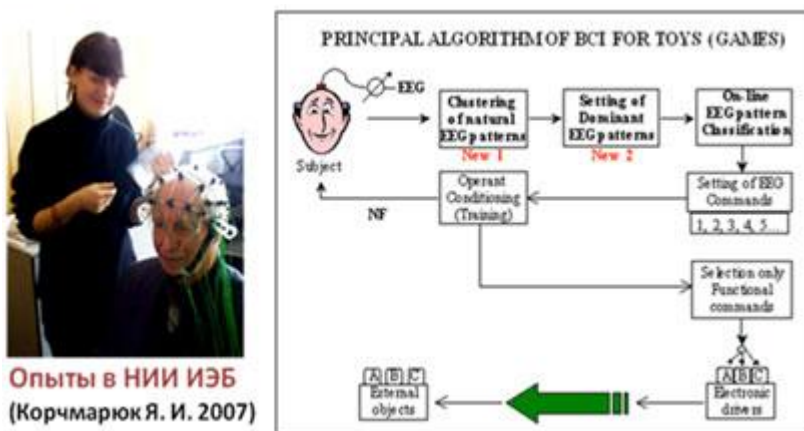 PRINCIPAL ALGORITHM OF BCI FOR TOYS (GAMES)
EEG
Clustering
of natural
EEG patterns
New 1
Setting of
Dominant
EEG patterns
New 2
On-line
EEG pattern
Classification
Subject
Operant
Conditioning
(Training)
NF
Setting of EEG
Commands
1, 2, 3, 4, 5...
Selection only
Functional
commands
A B C
External
objects
A B C
Electronic
drivers
Опыты в НИИ ИЭБ
(Корчмарюк Я. И. 2007)